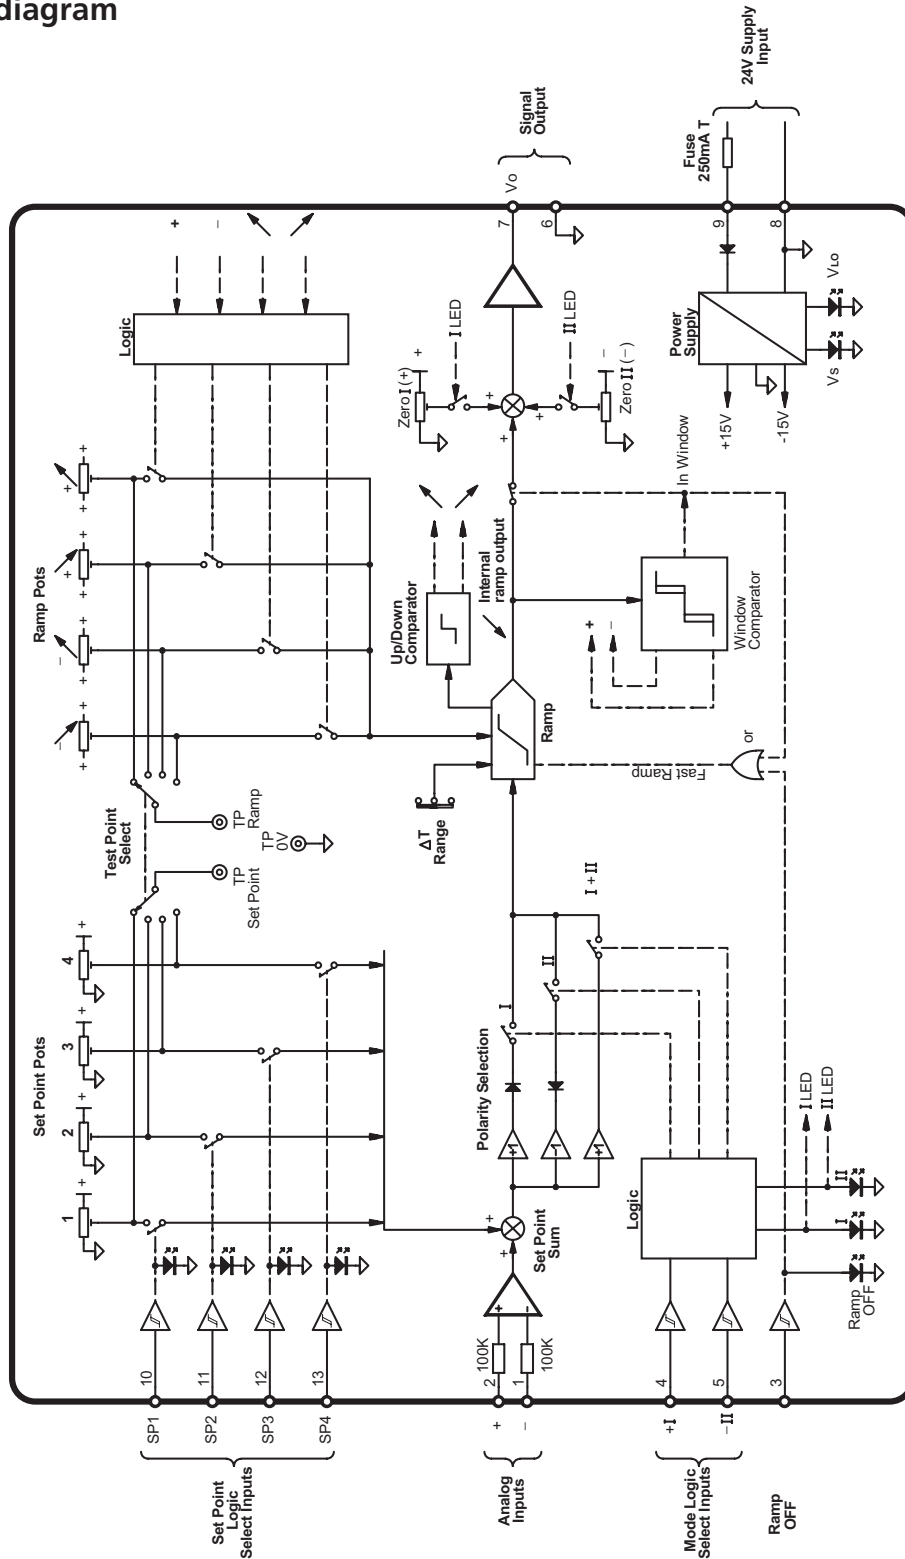 diagram
Set Point Pots
1
+
2
+
3
+
4
+
Test Point
Select
TP
Set Point
TP
0V
TP
Ramp
Ramp Pots
+
−
+
+
−
+
+
+
+
+
+
+
Logic
+
−
Set Point
Logic
Select Inputs
SP1
SP2
SP3
SP4
10
11
12
13
Analog
Inputs
+
−
2
1
100K
100K
+
-
+
+
Set Point
Sum
Polarity Selection
+1
-1
+1
I
II
I + II
ΔT
Range
Ramp
Up/Down
Comparator
Internal
ramp output
Zero I (+)
+
I LED
II LED
−
Zero II (−)
+
+
+
7
6
Vo
Signal
Output
Window
Comparator
+
−
In Window
Fast Ramp
or
Mode Logic
Select Inputs
+I
−II
4
5
Logic
I
II
I LED
II LED
Ramp
OFF
3
Ramp
OFF
Power
Supply
+15V
-15V
VS
VLO
9
8
Fuse
250mA T
24V Supply
Input